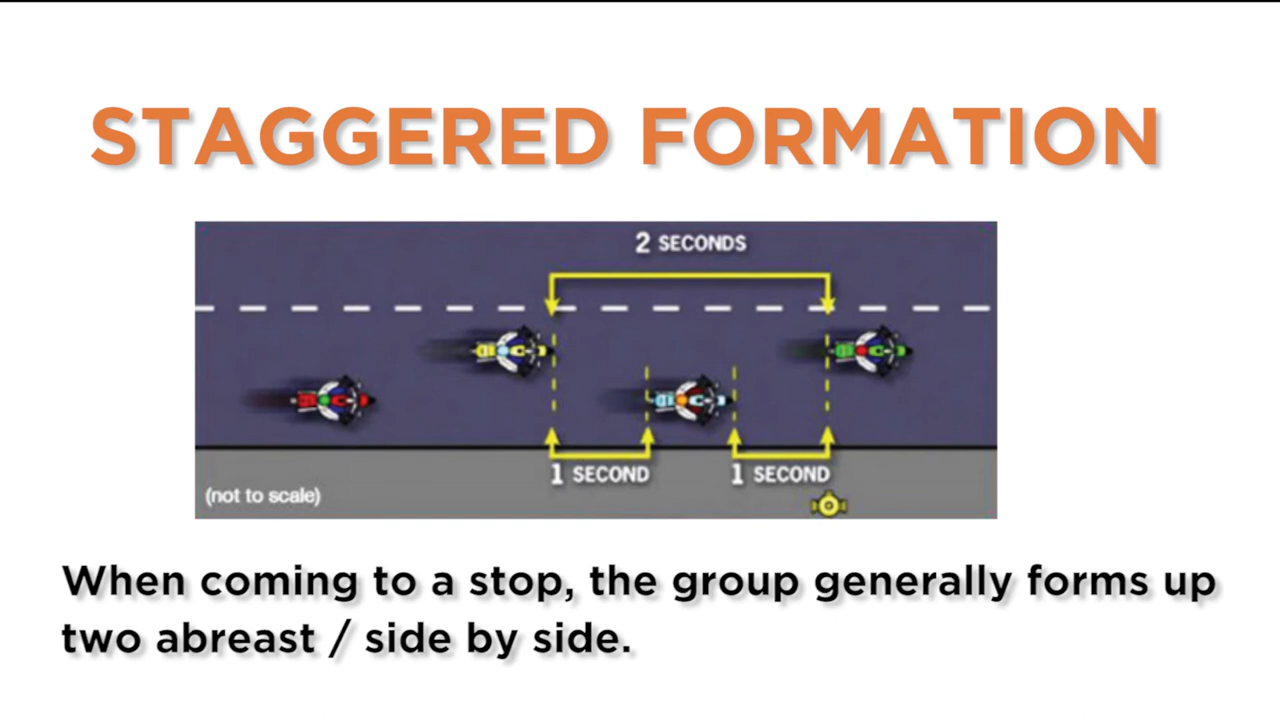 STAGGERED FORMATION
2 SECONDS
1 SECOND
1 SECOND
(not to scale)
When coming to a stop, the group generally forms up
two abreast / side by side.